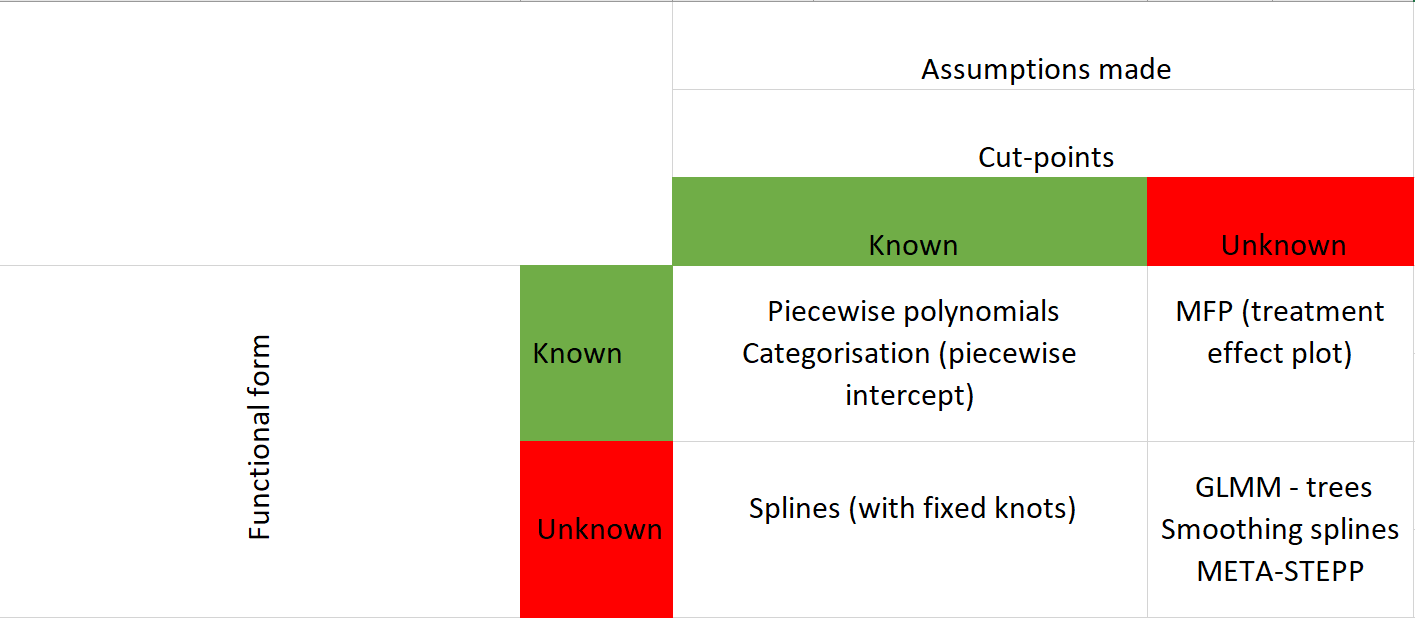 Assumptions made
Cut-points
Known
Unknown
Functional form
Known
Piecewise polynomials
Categorisation (piecewise
intercept)
MFP (treatment
effect plot)
Unknown
Splines (with fixed knots)
GLMM - trees
Smoothing splines
META-STEPP